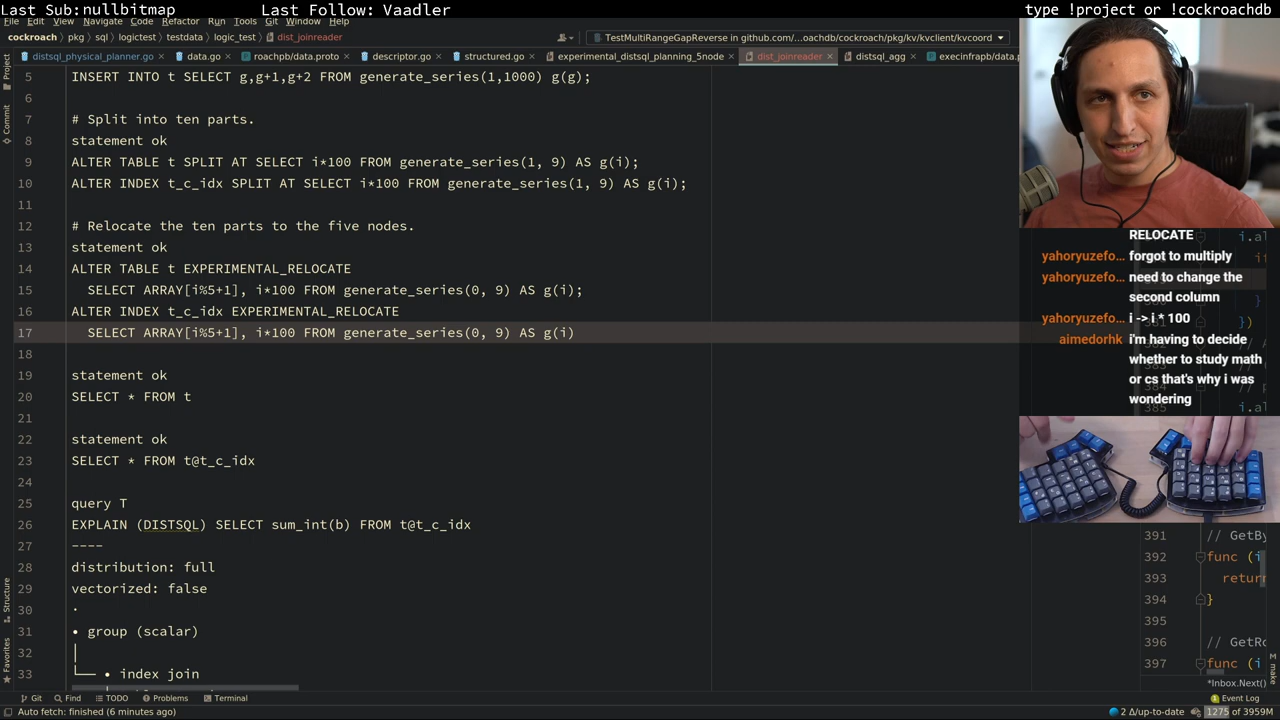 Last Sub:nullbitmap
Last Follow: Vaadler
type !project or !cockroachdb
File Edit View Navigate Code Refactor Run Tools Git Window Help
cockroach pkg sql logictest testdata logic_test dist_joinreader
TestMultiRangeGapReverse in github.com/...oachdb/cockroach/pkg/kv/kvclient/kvcoord
distsql_physical_planner.go data.go roachpb/data.proto descriptor.go structured.go experimental_distsql_planning_5node dist_joinreader distsql_agg execinfrapb/data.p
5 INSERT INTO t SELECT g,g+1,g+2 FROM generate_series(1,1000) g(g);
6
7 # Split into ten parts.
8 statement ok
9 ALTER TABLE t SPLIT AT SELECT i*100 FROM generate_series(1, 9) AS g(i);
10 ALTER INDEX t_c_idx SPLIT AT SELECT i*100 FROM generate_series(1, 9) AS g(i);
11
12 # Relocate the ten parts to the five nodes.
13 statement ok
14 ALTER TABLE t EXPERIMENTAL_RELOCATE
15 SELECT ARRAY[i%5+1], i*100 FROM generate_series(0, 9) AS g(i);
16 ALTER INDEX t_c_idx EXPERIMENTAL_RELOCATE
17 SELECT ARRAY[i%5+1], i*100 FROM generate_series(0, 9) AS g(i)
18
19 statement ok
20 SELECT * FROM t
21
22 statement ok
23 SELECT * FROM t@t_c_idx
24
25 query T
26 EXPLAIN (DISTSQL) SELECT sum_int(b) FROM t@t_c_idx
27 ----
28 distribution: full
29 vectorized: false
30 ·
31 • group (scalar)
32 │
33 └── • index join
RELOCATE
yahoryuzefo… forgot to multiply
yahoryuzefo… need to change the
second column
yahoryuzefo… i -> i * 100
aimedorhk i'm having to decide
whether to study math
or cs that's why i was
wondering
i.al
if
})
// A
i.al
391 // GetBy
392 func (i
393 retur
394 }
395
396 // GetRo
397 func (i
*Inbox.Next()
Project
Commit
Structure
Favorites
make
Git Find TODO Problems Terminal
Event Log
Auto fetch: finished (6 minutes ago)
2 Δ/up-to-date
1275 of 3959M